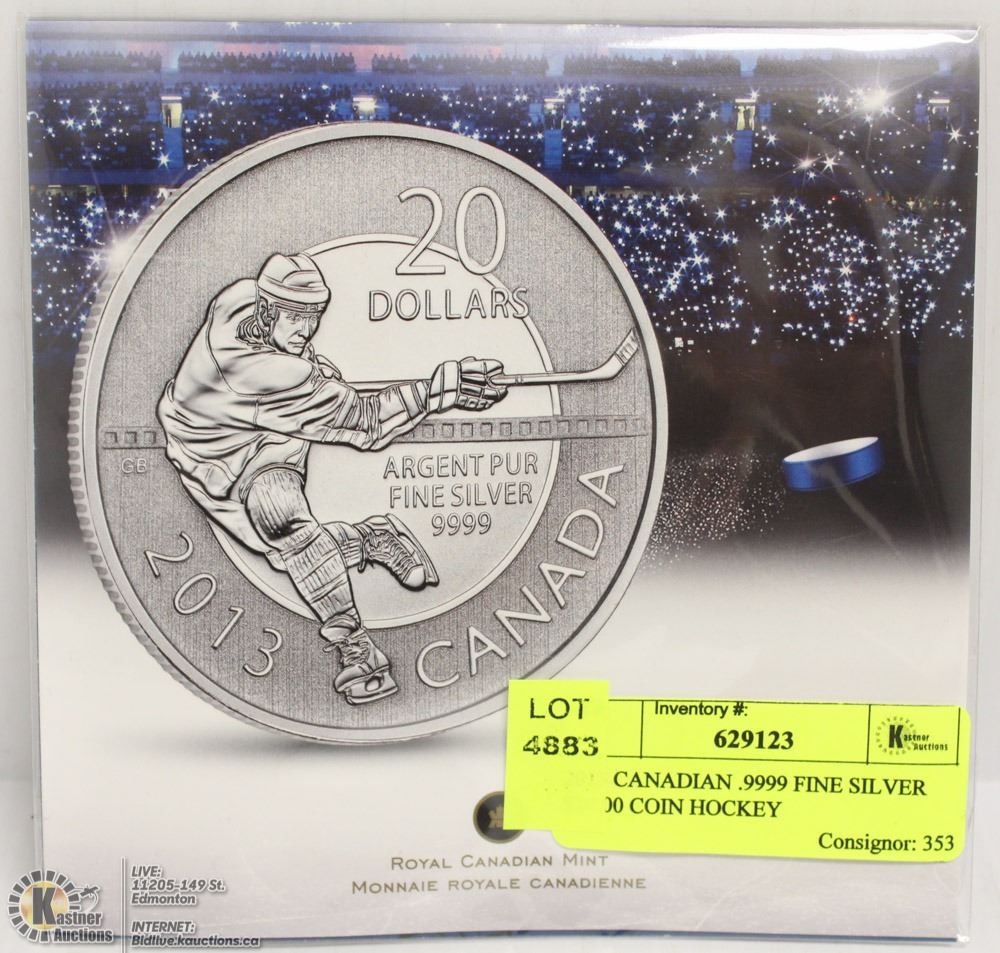 20
DOLLARS
ARGENT PUR
FINE SILVER
9999
GB
2013
CANADA
LOT
4883
Inventory #:
629123
Kastner
Auctions
CANADIAN .9999 FINE SILVER
00 COIN HOCKEY
Consignor: 353
ROYAL CANADIAN MINT
MONNAIE ROYALE CANADIENNE
Kastner
Auctions
LIVE:
11205-149 St.
Edmonton
INTERNET:
Bidlive.kauctions.ca